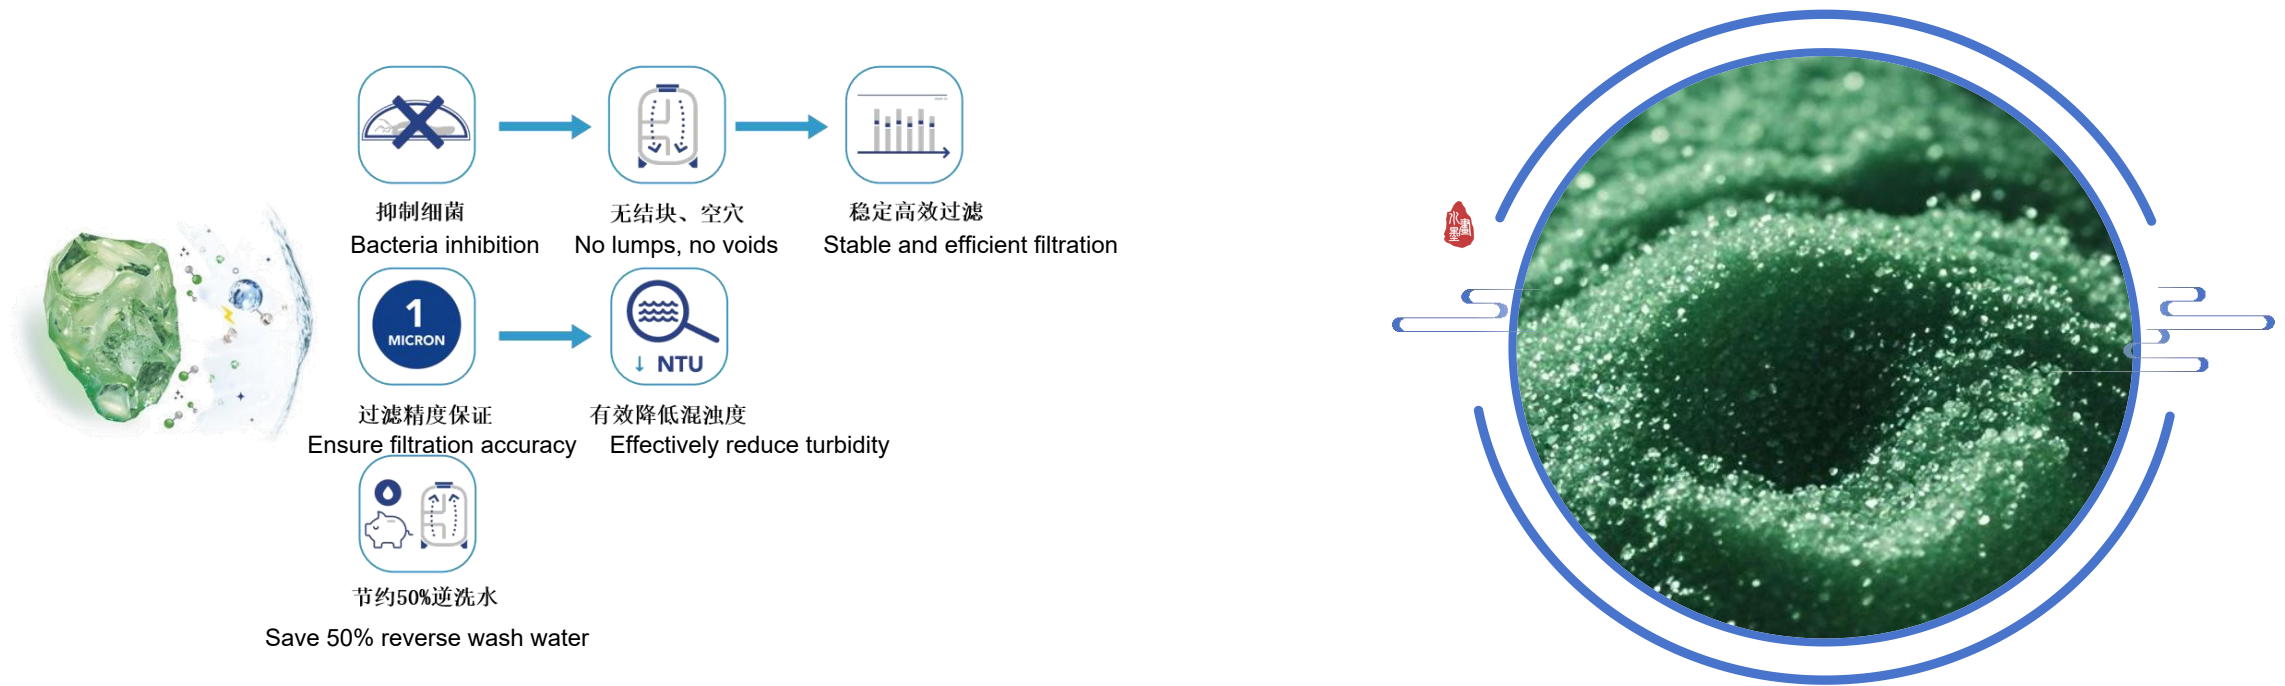 抑制细菌
Bacteria inhibition
无结块、空穴
No lumps, no voids
稳定高效过滤
Stable and efficient filtration
1
MICRON
过滤精度保证
Ensure filtration accuracy
↓ NTU
有效降低混浊度
Effectively reduce turbidity
节约50%逆洗水
Save 50% reverse wash water
水墨
畫